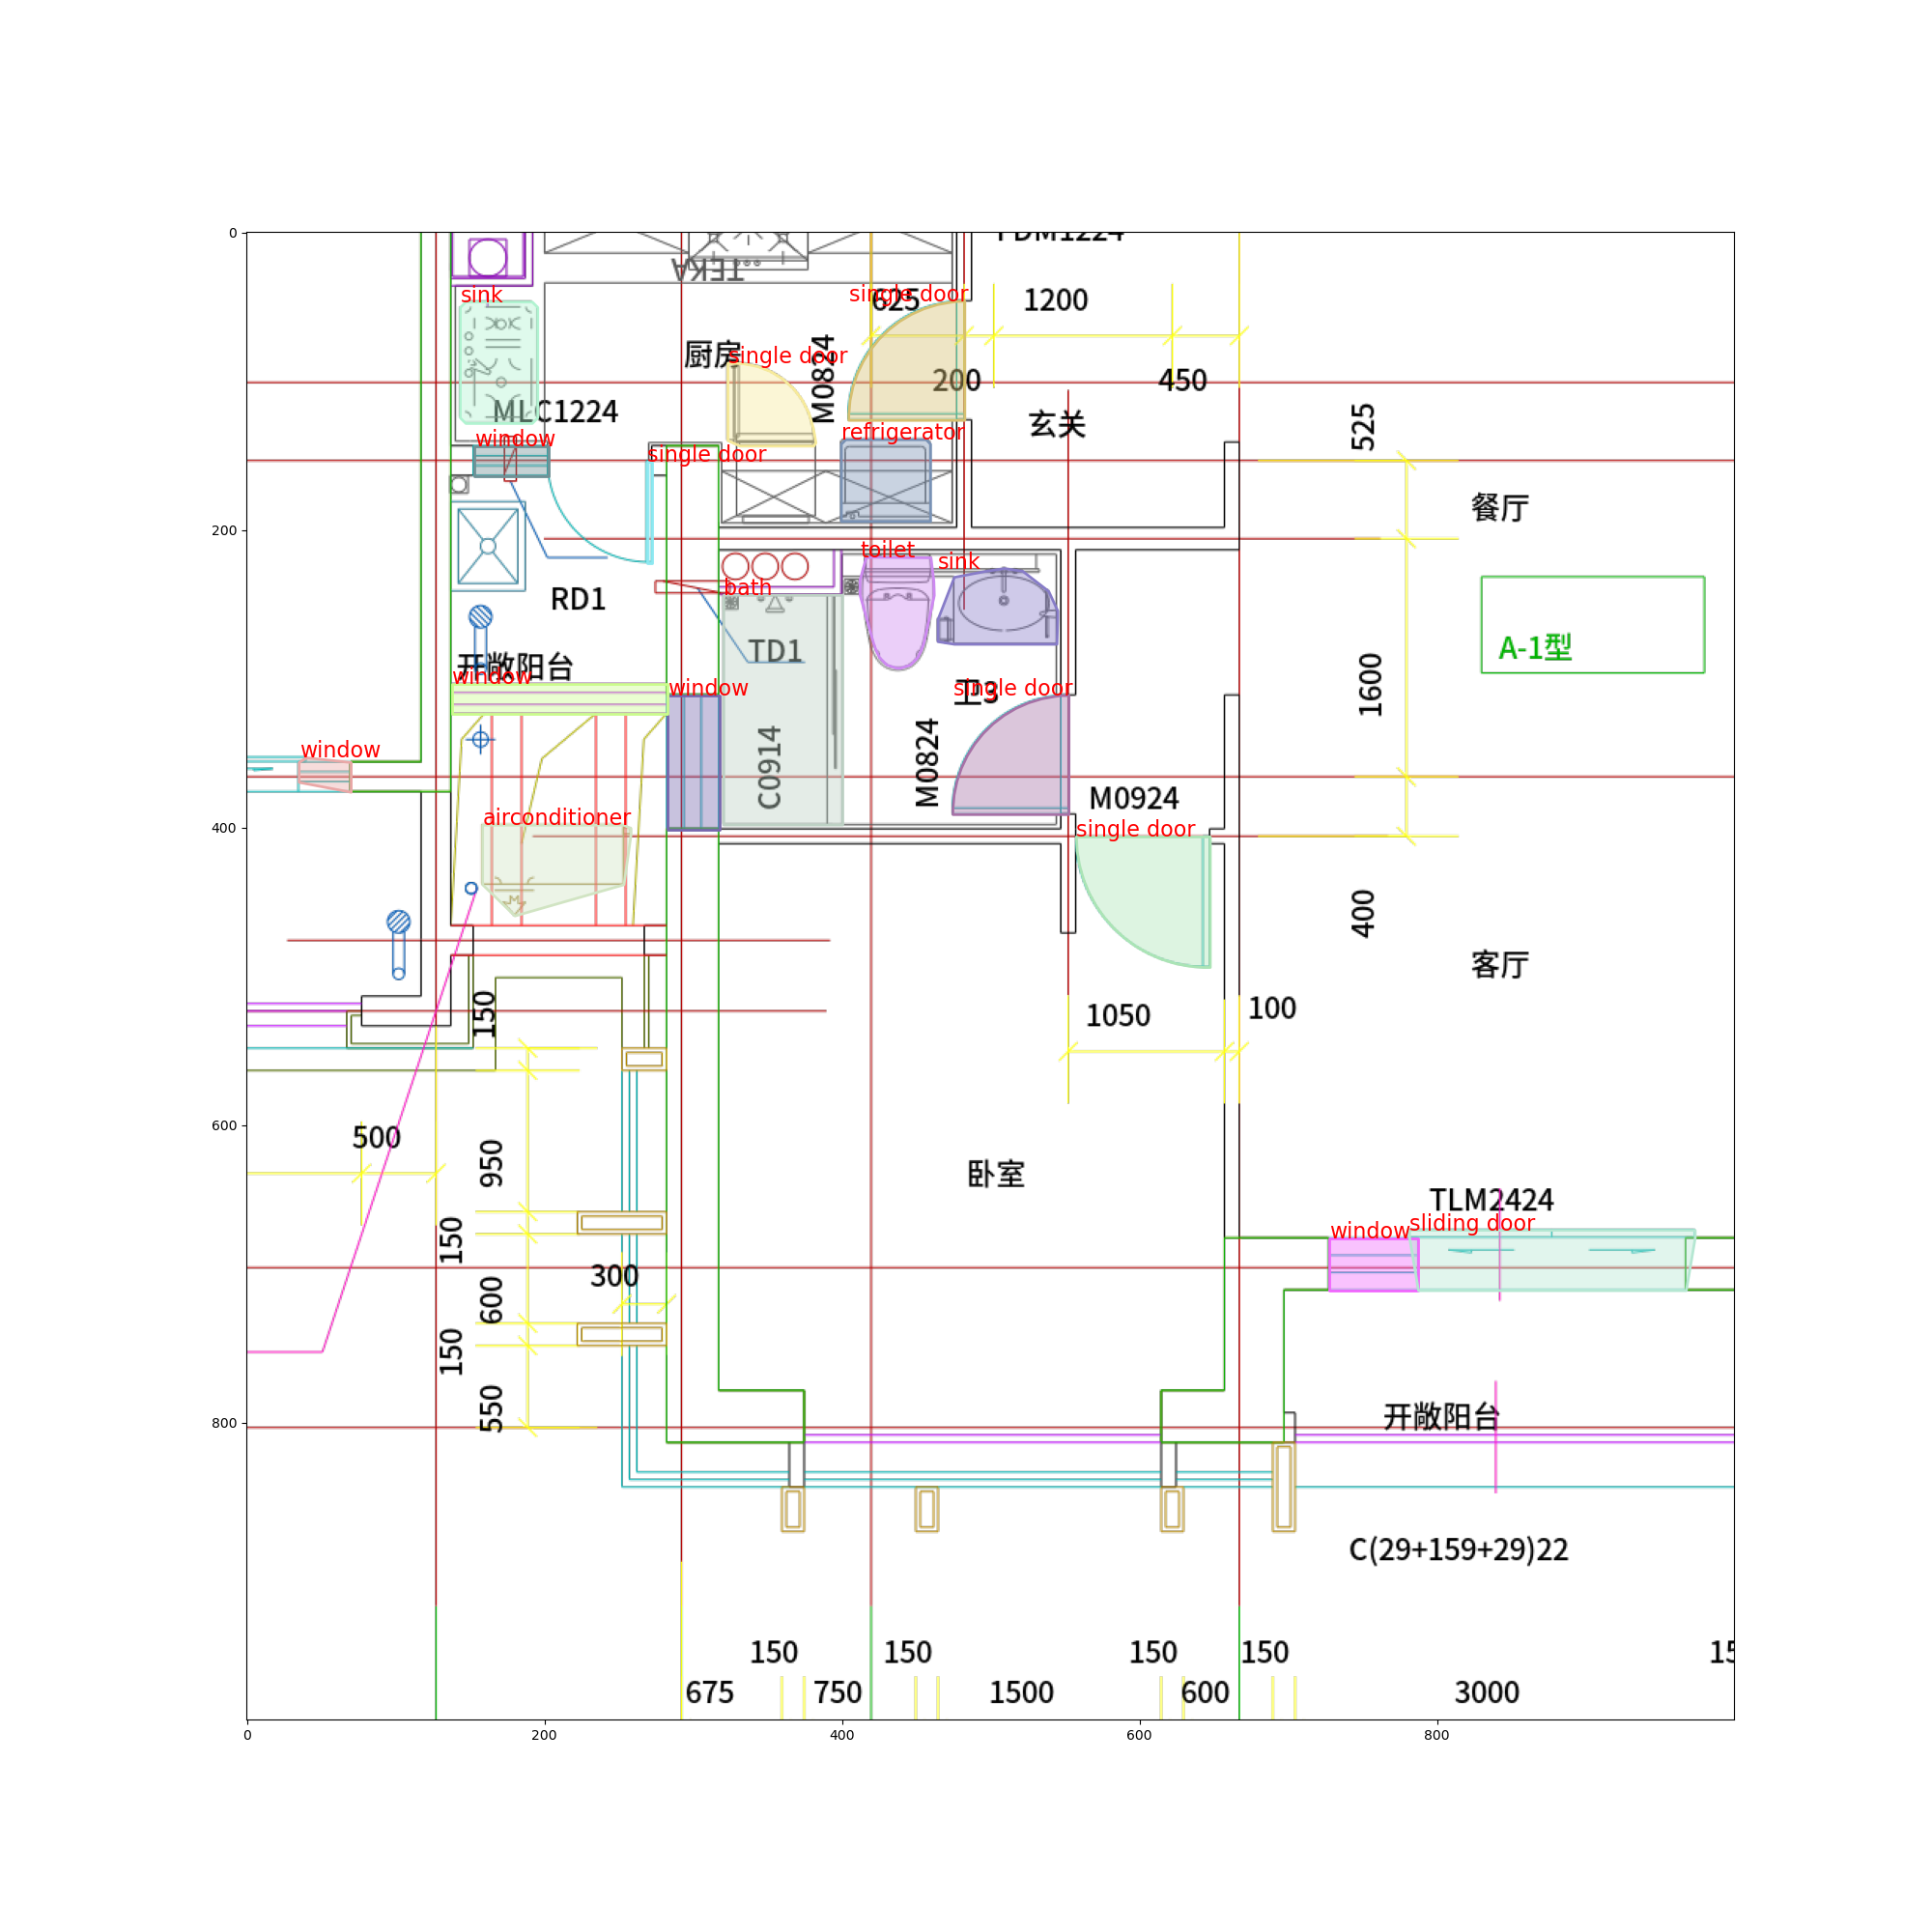 0
TEKA
sink
single door
625
1200
厨房
single door
M0824
200
450
玄关
525
MLC1224
window
single door
refrigerator
餐厅
200
toilet
sink
bath
RD1
TD1
A-1型
开敞阳台
window
window
single door
卫3
1600
window
C0914
M0824
M0924
airconditioner
single door
400
400
客厅
150
1050
100
600
500
950
卧室
TLM2424
150
window
sliding door
300
600
150
550
800
开敞阳台
C(29+159+29)22
150
150
150
150
675
750
1500
600
3000
0
200
400
600
800